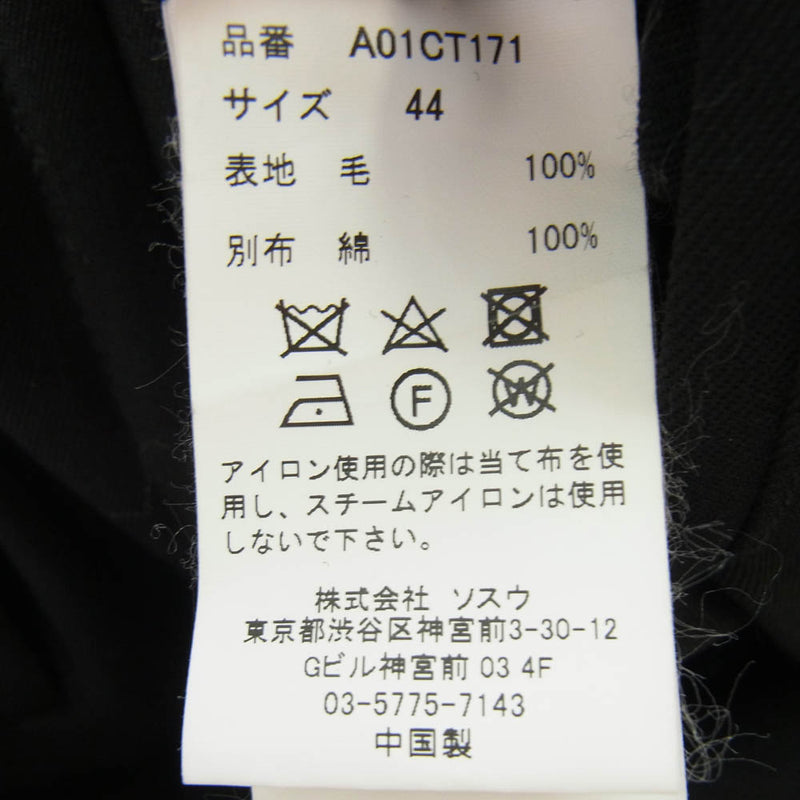 品番 A01CT171
サイズ 44
表地 毛 100%
別布 綿 100%
F
W
アイロン使用の際は当て布を使
用し、スチームアイロンは使用
しないで下さい。
株式会社 ソスウ
東京都渋谷区神宮前3-30-12
Gビル神宮前 03 4F
03-5775-7143
中国製